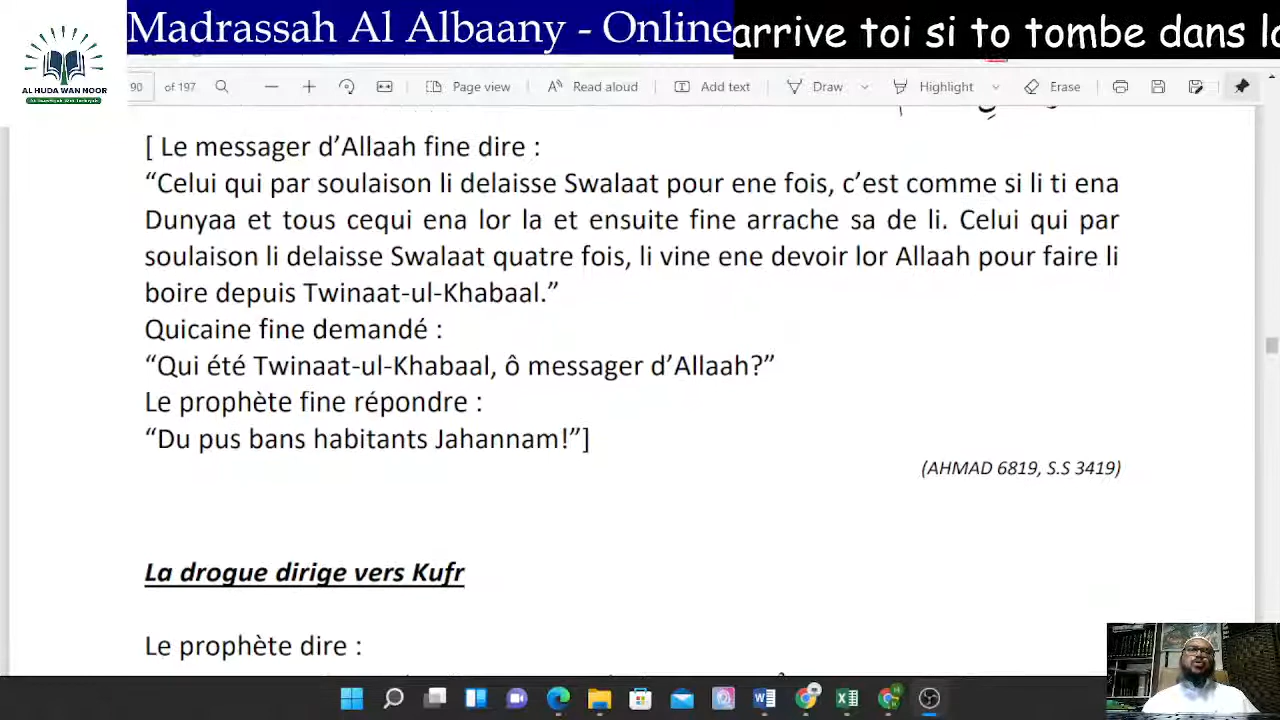 Madrassah Al Albaany - Online
arrive toi si to tombe dans
AL HUDA WAN NOOR
90 of 197
Page view
Read aloud
Add text
Draw
Highlight
Erase
[ Le messager d’Allaah fine dire :
“Celui qui par soulaison li delaisse Swalaat pour ene fois, c’est comme si li ti ena
Dunyaa et tous cequi ena lor la et ensuite fine arrache sa de li. Celui qui par
soulaison li delaisse Swalaat quatre fois, li vine ene devoir lor Allaah pour faire li
boire depuis Twinaat-ul-Khabaal.”
Quicaine fine demandé :
“Qui été Twinaat-ul-Khabaal, ô messager d’Allaah?”
Le prophète fine répondre :
“Du pus bans habitants Jahannam!”]
(AHMAD 6819, S.S 3419)
La drogue dirige vers Kufr
Le prophète dire :